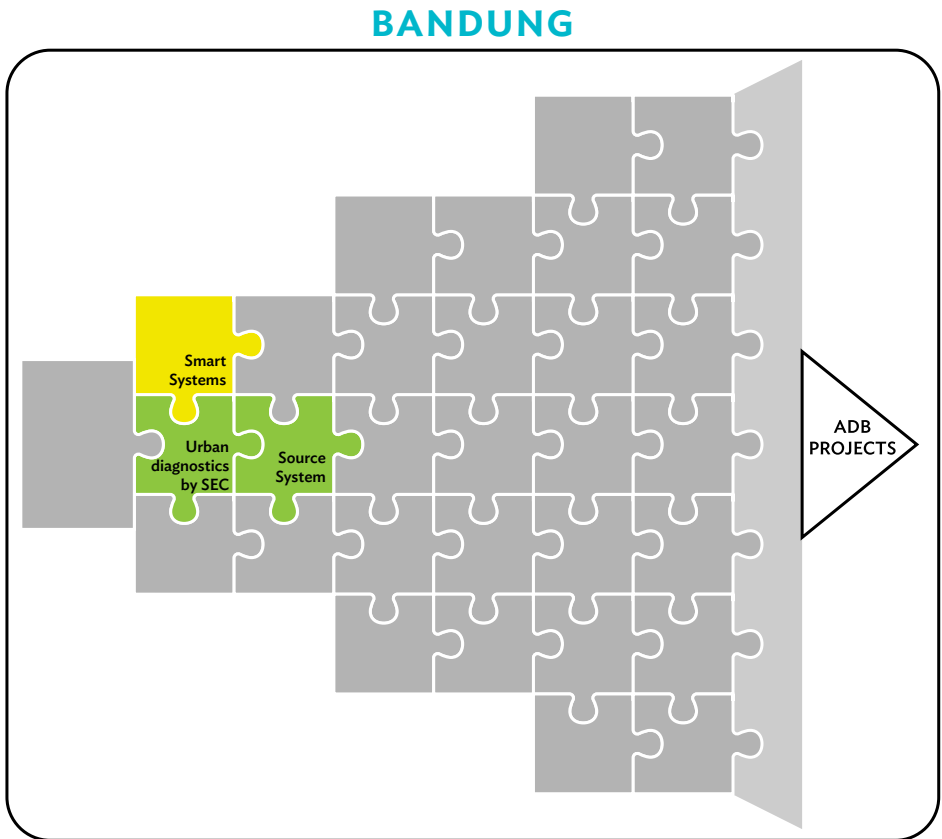 BANDUNG
Smart
Systems
Urban
diagnostics
by SEC
Source
System
ADB
PROJECTS